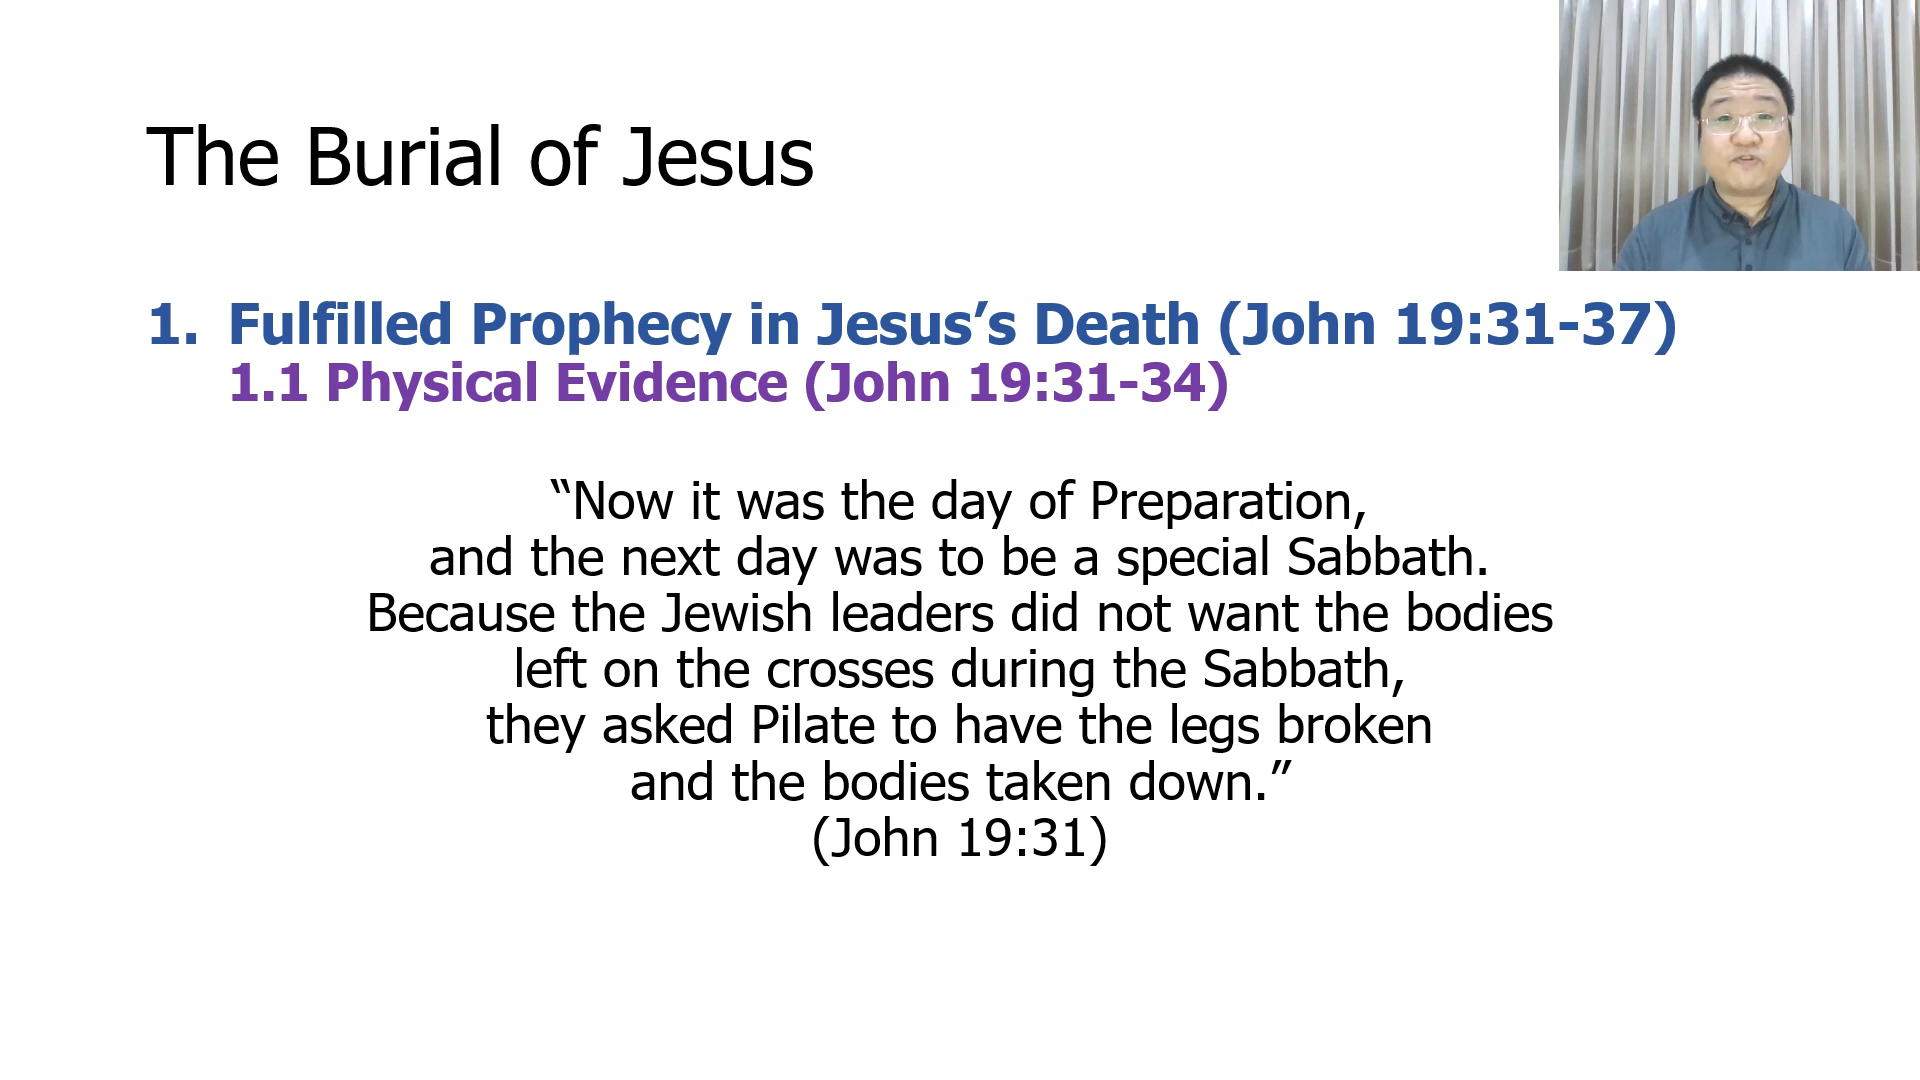 The Burial of Jesus
1. Fulfilled Prophecy in Jesus’s Death (John 19:31-37)
1.1 Physical Evidence (John 19:31-34)
“Now it was the day of Preparation,
and the next day was to be a special Sabbath.
Because the Jewish leaders did not want the bodies
left on the crosses during the Sabbath,
they asked Pilate to have the legs broken
and the bodies taken down.”
(John 19:31)